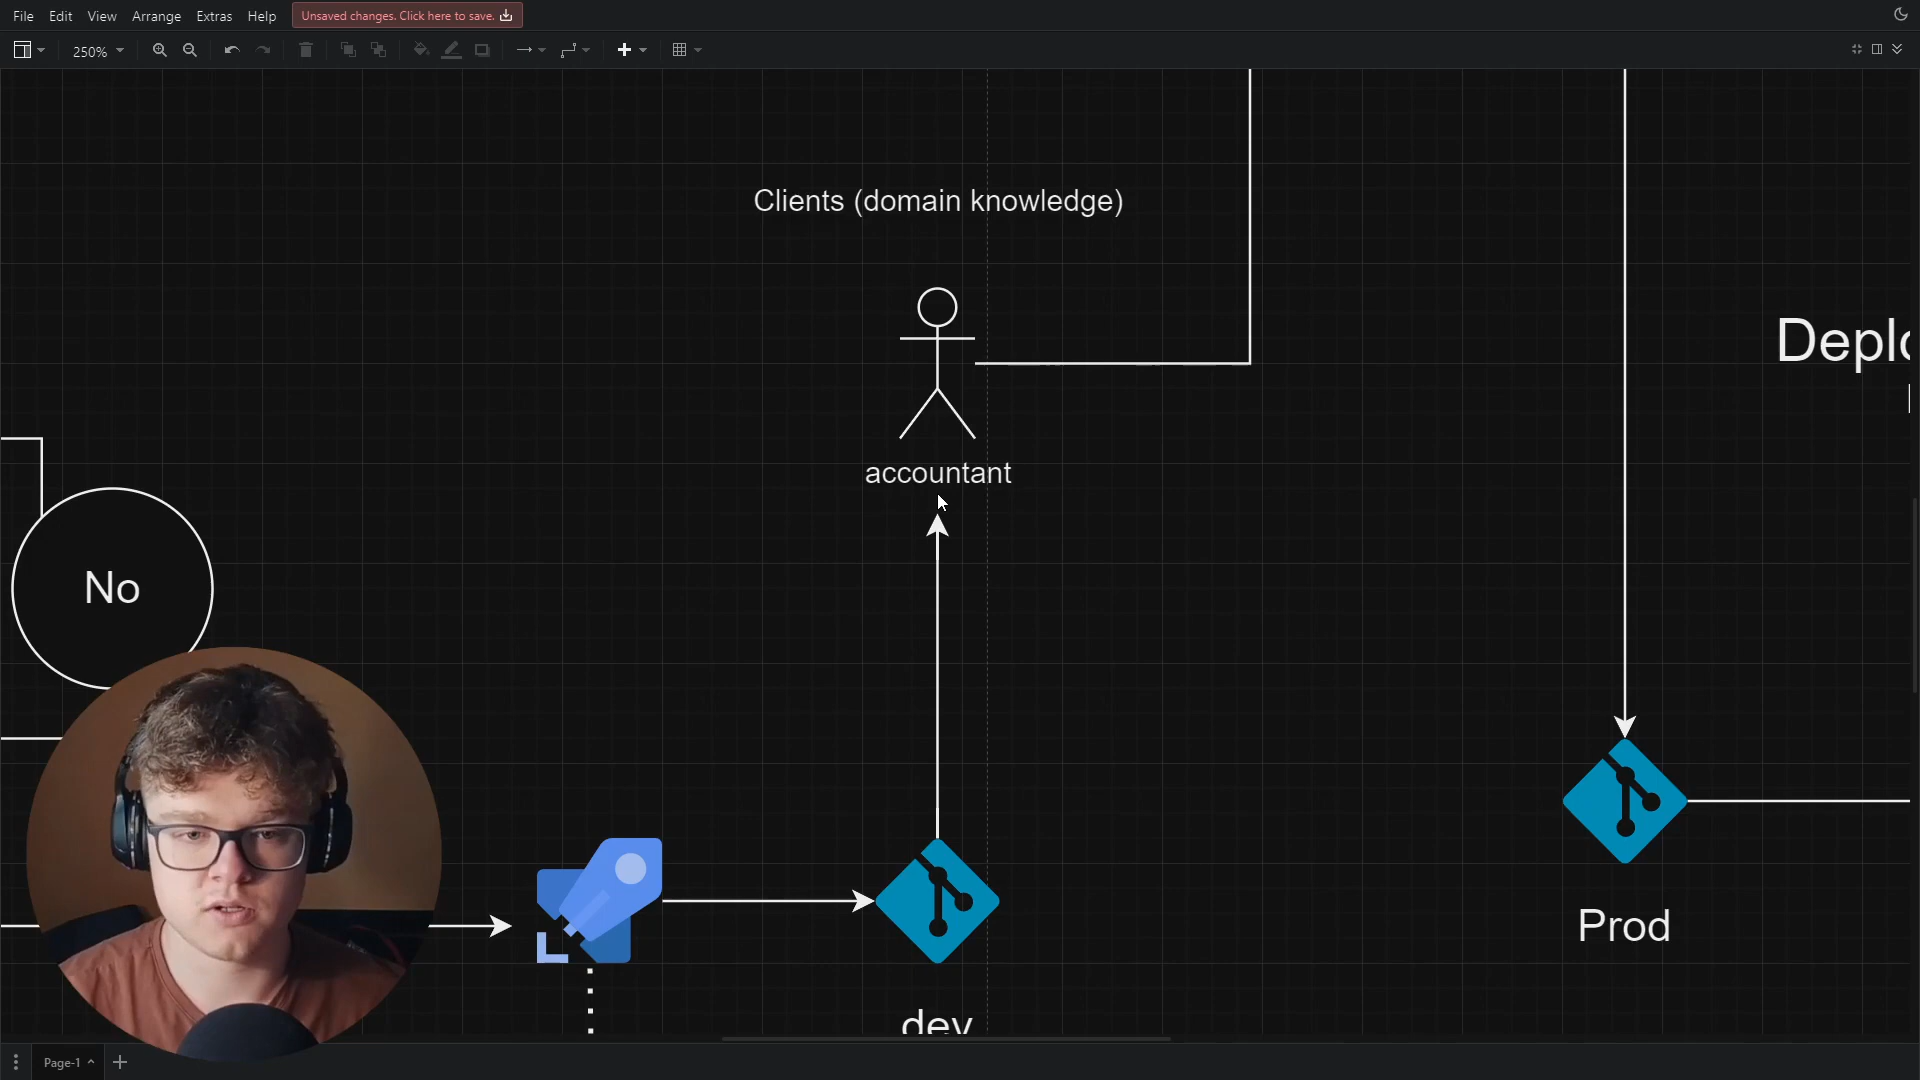 File Edit View Arrange Extras Help Unsaved changes. Click here to save.
250%
Clients (domain knowledge)
accountant
No
Prod
dev
Page-1